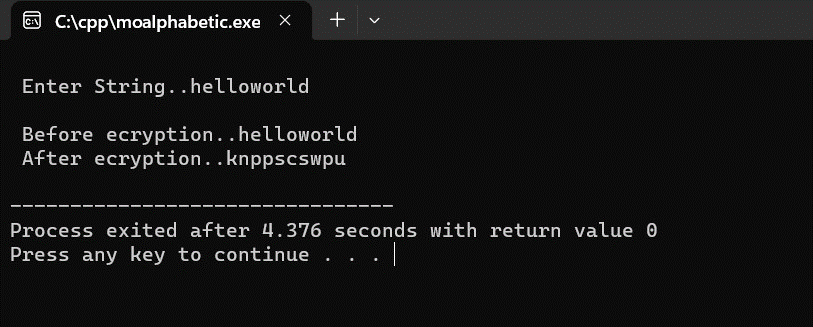 C:\cpp\moalphabetic.exe
Enter String..helloworld
Before ecryption..helloworld
After ecryption..knppscswpu
--------------------------------
Process exited after 4.376 seconds with return value 0
Press any key to continue . . .